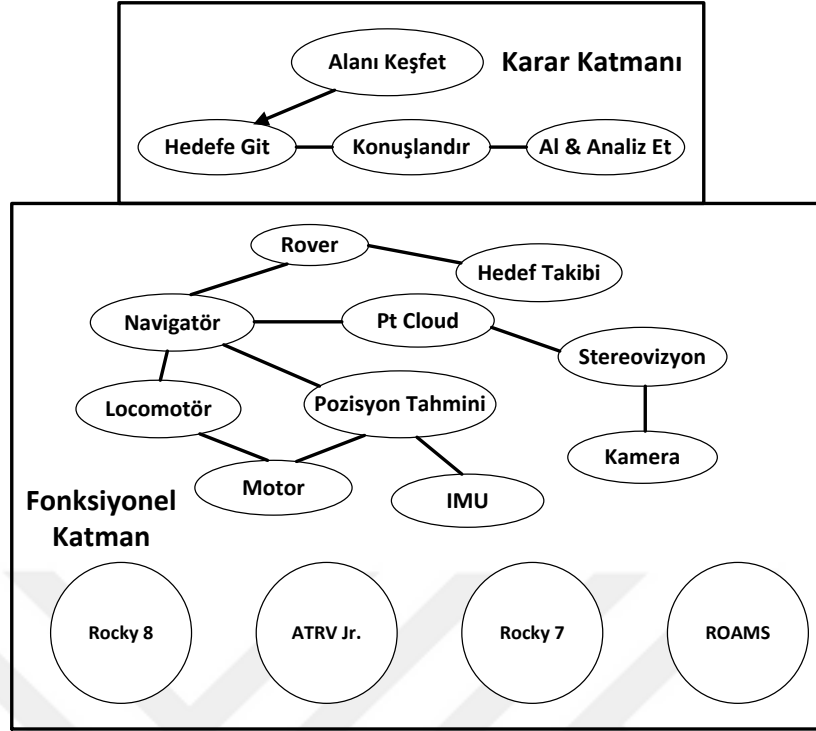 Alanı Keşfet
Karar Katmanı
Hedefe Git
Konuşlandır
Al & Analiz Et
Rover
Hedef Takibi
Navigatör
Pt Cloud
Stereovizyon
Locomotör
Pozisyon Tahmini
Kamera
Motor
IMU
Fonksiyonel
Katman
Rocky 8
ATRV Jr.
Rocky 7
ROAMS